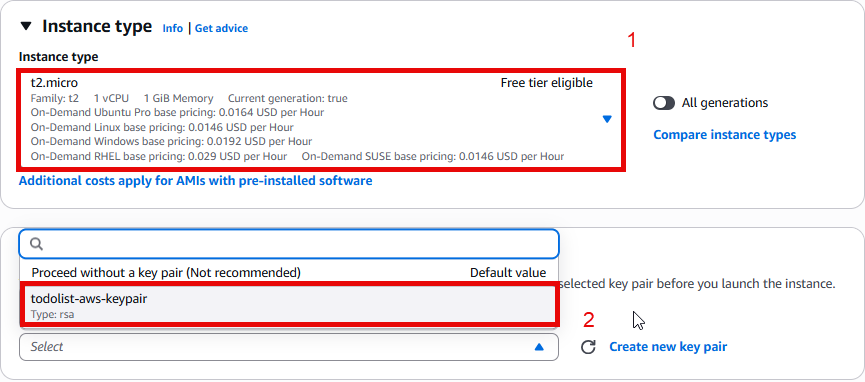 Instance type Info | Get advice
1
Instance type
t2.micro Free tier eligible
Family: t2 1 vCPU 1 GiB Memory Current generation: true
On-Demand Ubuntu Pro base pricing: 0.0164 USD per Hour
On-Demand Linux base pricing: 0.0146 USD per Hour
On-Demand Windows base pricing: 0.0192 USD per Hour
On-Demand RHEL base pricing: 0.029 USD per Hour On-Demand SUSE base pricing: 0.0146 USD per Hour
All generations
Compare instance types
Additional costs apply for AMIs with pre-installed software
Proceed without a key pair (Not recommended) Default value
selected key pair before you launch the instance.
todolist-aws-keypair
Type: rsa
2
Select
Create new key pair